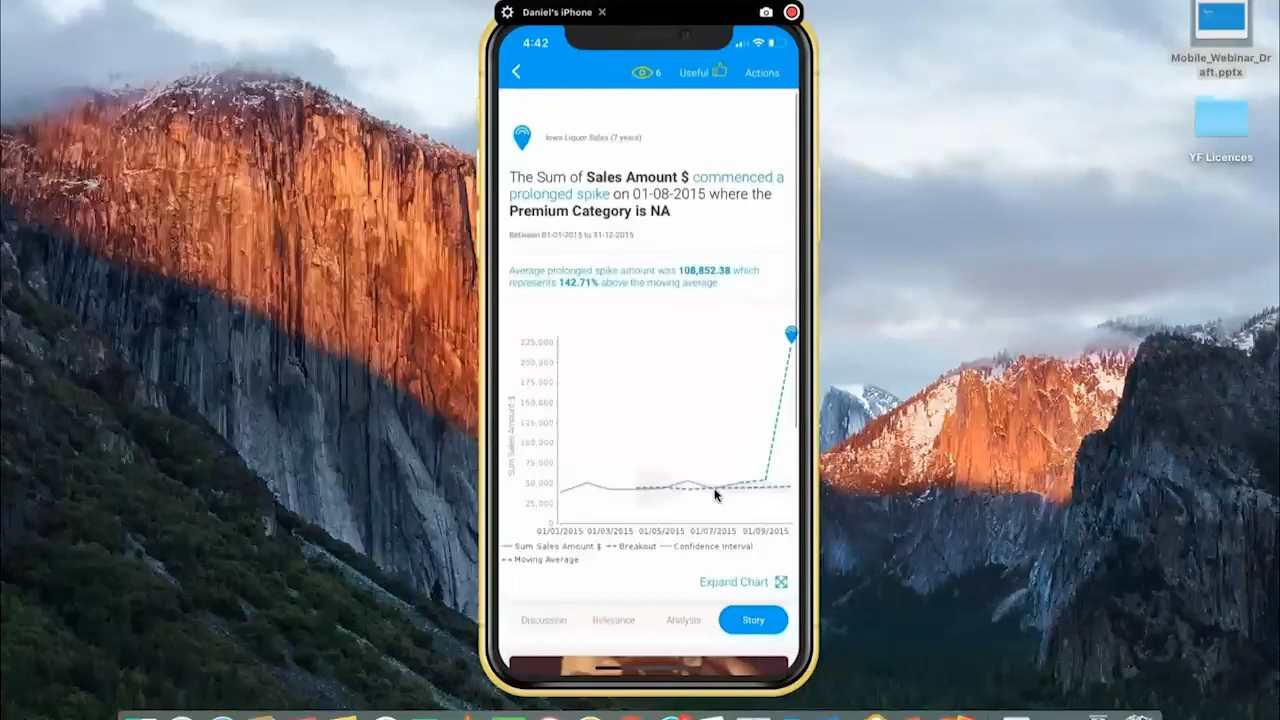 Daniel's iPhone
4:42
6 Useful Actions
Iowa Liquor Sales (7 years)
The Sum of Sales Amount $ commenced a
prolonged spike on 01-08-2015 where the
Premium Category is NA
Between 01-01-2015 to 31-12-2015
Average prolonged spike amount was 108,852.38 which
represents 142.71% above the moving average
Sum Sales Amount $
225,000
200,000
175,000
150,000
125,000
100,000
75,000
50,000
25,000
0
01/01/2015 01/03/2015 01/05/2015 01/07/2015 01/09/2015
Sum Sales Amount $ Breakout Confidence Interval
Moving Average
Expand Chart
Discussion Relevance Analysis Story
Mobile_Webinar_Dr
aft.pptx
YF Licences